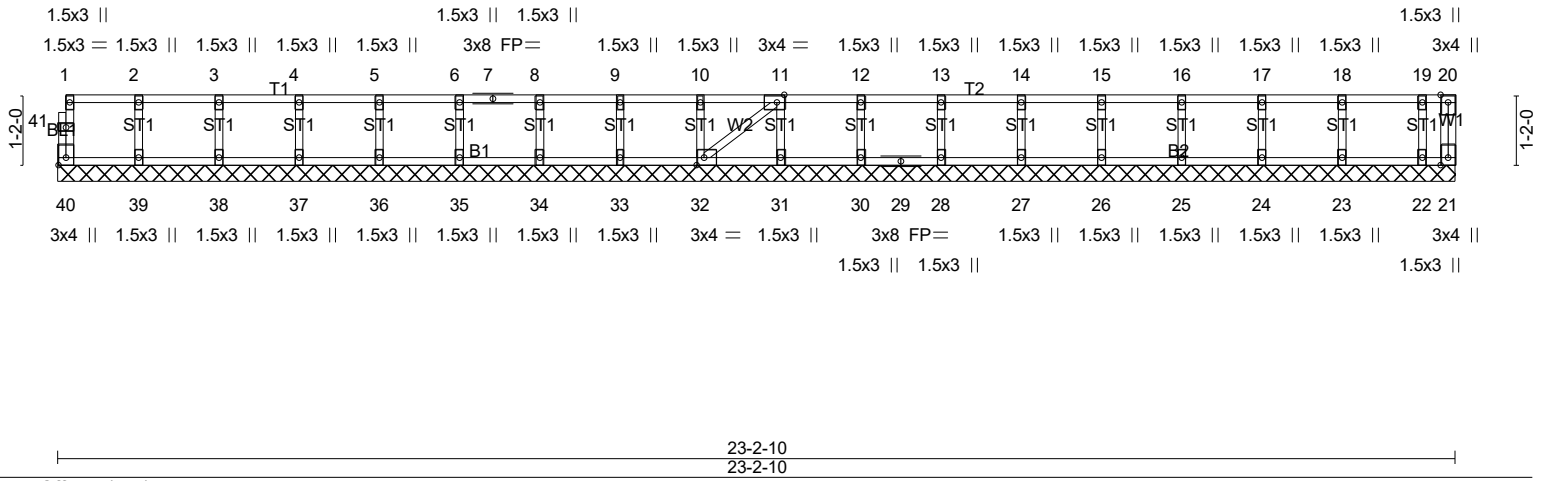 1.5x3 || 1.5x3 || 1.5x3 || 1.5x3 ||
1.5x3 = 1.5x3 || 1.5x3 || 1.5x3 || 1.5x3 || 3x8 FP= 1.5x3 || 1.5x3 || 3x4 = 1.5x3 || 1.5x3 || 1.5x3 || 1.5x3 || 1.5x3 || 1.5x3 || 1.5x3 || 3x4 ||
1 2 3 4 5 6 7 8 9 10 11 12 13 14 15 16 17 18 19 20
T1 T2
1-2-0 41 ST1 ST1 ST1 ST1 ST1 ST1 ST1 ST1 W2 ST1 ST1 ST1 ST1 ST1 ST1 ST1 ST1 ST1 W1 1-2-0
B1 B2
40 39 38 37 36 35 34 33 32 31 30 29 28 27 26 25 24 23 22 21
3x4 || 1.5x3 || 1.5x3 || 1.5x3 || 1.5x3 || 1.5x3 || 1.5x3 || 1.5x3 || 3x4 = 1.5x3 || 3x8 FP= 1.5x3 || 1.5x3 || 1.5x3 || 1.5x3 || 1.5x3 || 3x4 ||
1.5x3 || 1.5x3 || 1.5x3 ||
23-2-10
23-2-10